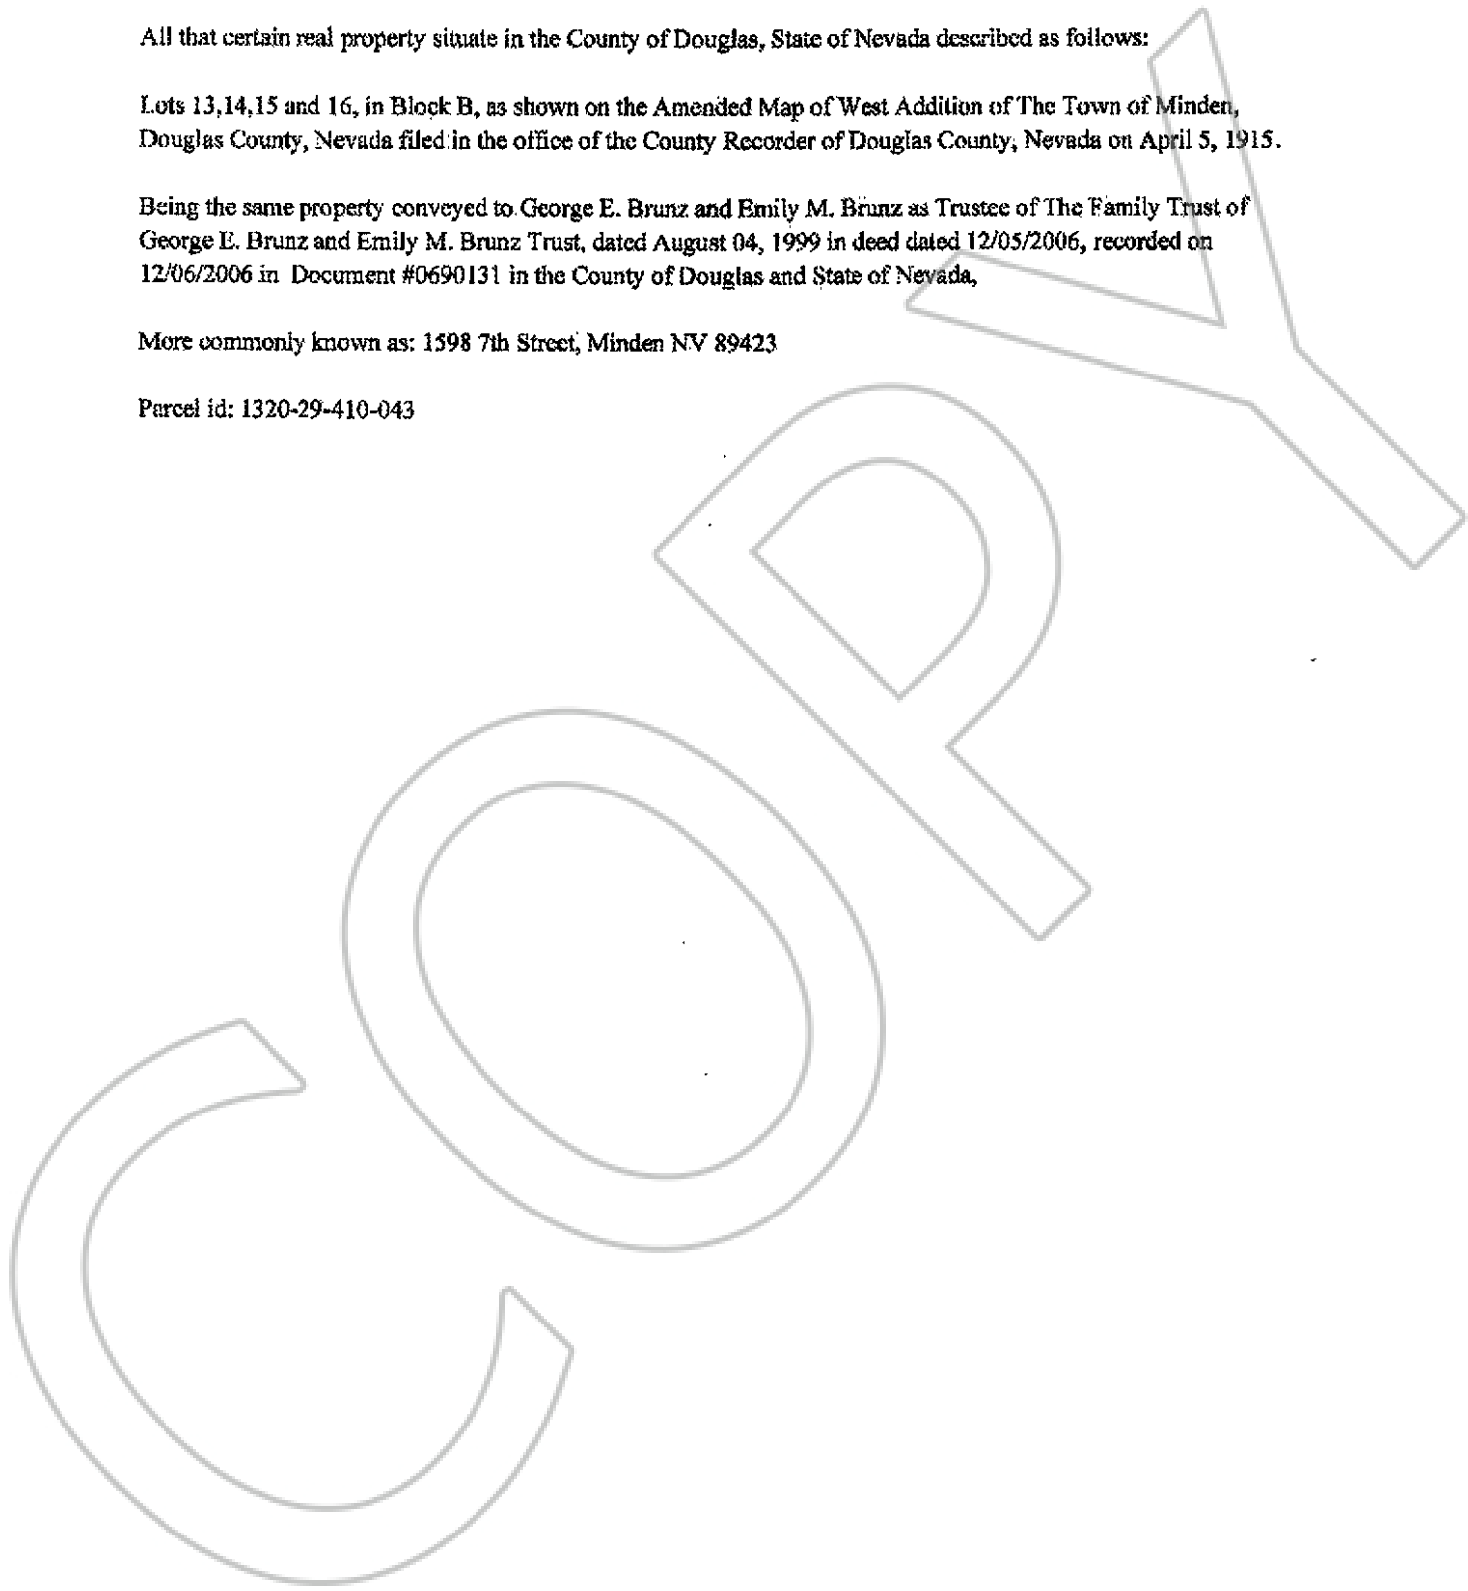 All that certain real property situate in the County of Douglas, State of Nevada described as follows:
Lots 13,14,15 and 16, in Block B, as shown on the Amended Map of West Addition of The Town of Minden,
Douglas County, Nevada filed in the office of the County Recorder of Douglas County, Nevada on April 5, 1915.
Being the same property conveyed to George E. Brunz and Emily M. Brunz as Trustee of The Family Trust of
George E. Brunz and Emily M. Brunz Trust, dated August 04, 1999 in deed dated 12/05/2006, recorded on
12/06/2006 in Document #0690131 in the County of Douglas and State of Nevada,
More commonly known as: 1598 7th Street, Minden NV 89423
Parcel id: 1320-29-410-043
COPY